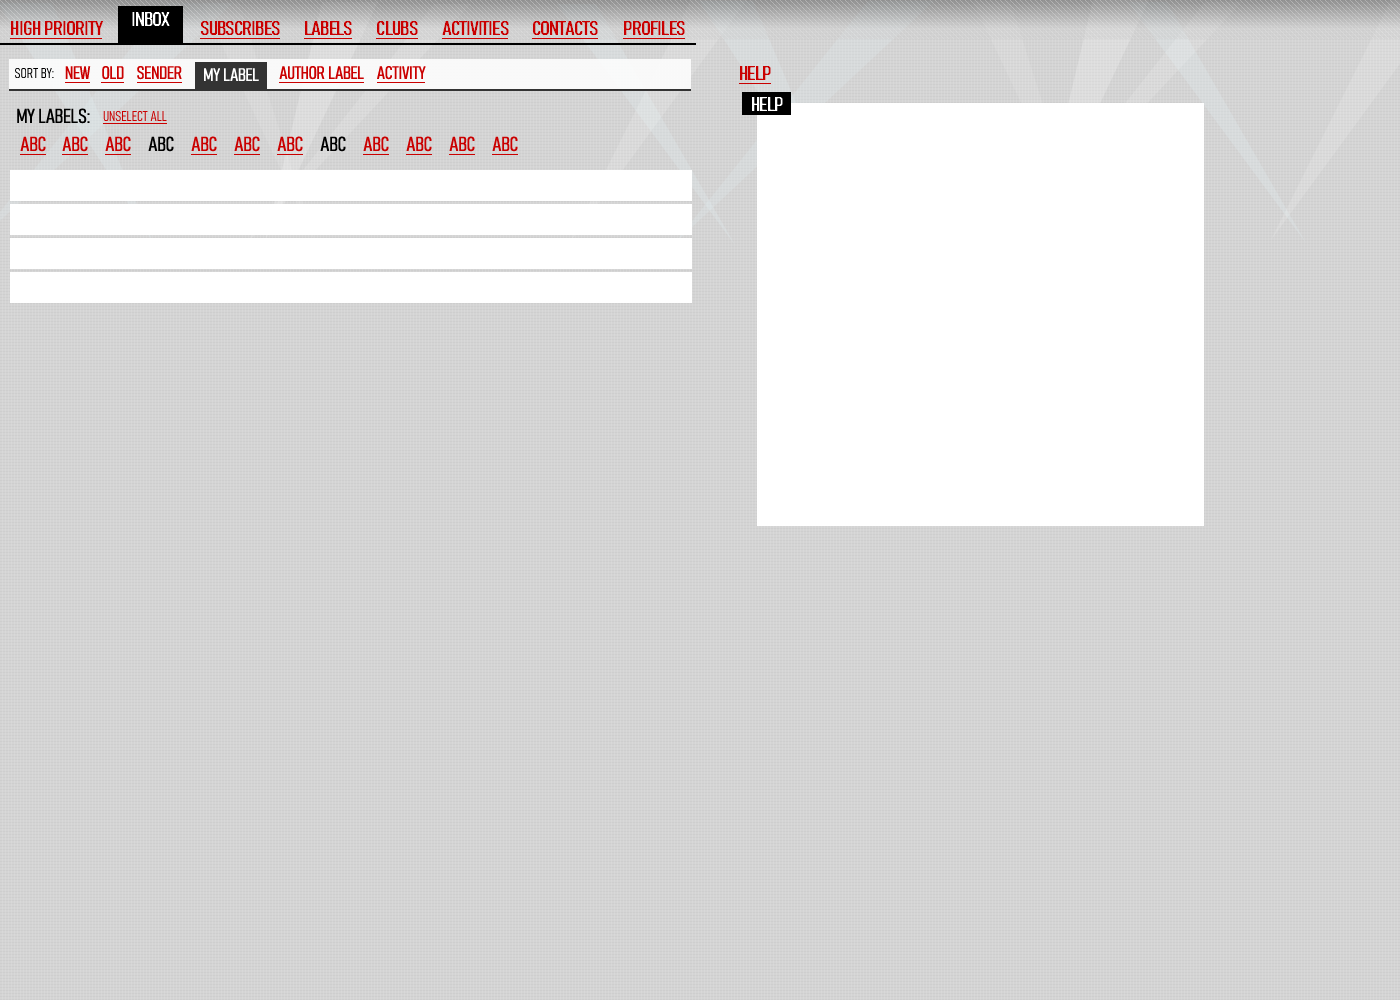 HIGH PRIORITY INBOX SUBSCRIBES LABELS CLUBS ACTIVITIES CONTACTS PROFILES
SORT BY: NEW OLD SENDER MY LABEL AUTHOR LABEL ACTIVITY
HELP
HELP
MY LABELS: UNSELECT ALL
ABC ABC ABC ABC ABC ABC ABC ABC ABC ABC ABC ABC